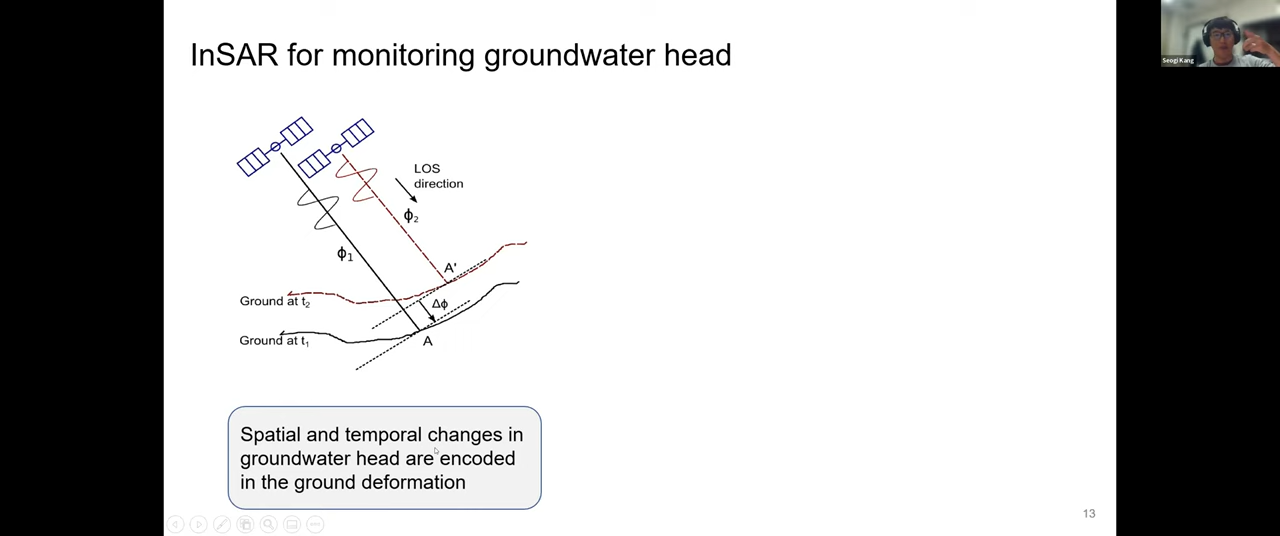 InSAR for monitoring groundwater head
Seogi Kang
LOS
direction
ϕ₂
ϕ₁
A'
Ground at t₂
Δϕ
Ground at t₁
A
Spatial and temporal changes in
groundwater head are encoded
in the ground deformation
13